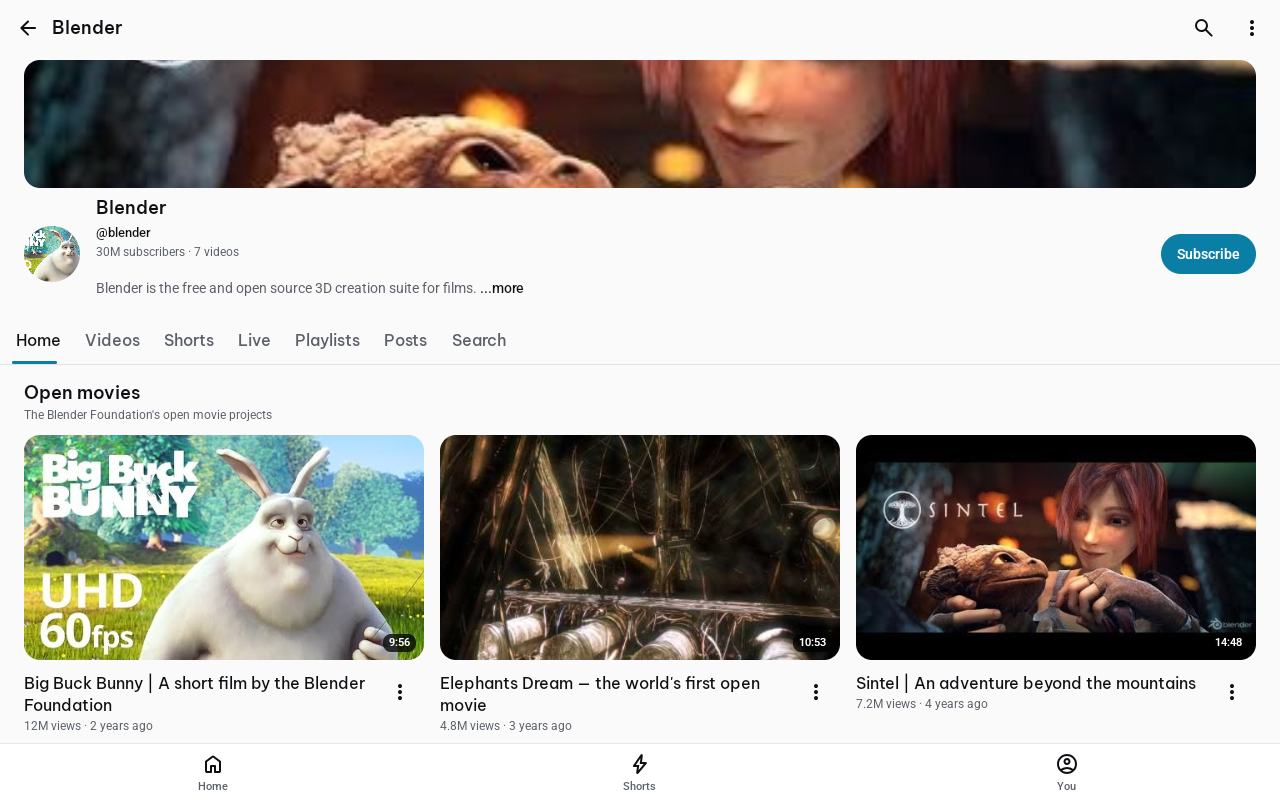 Blender
Blender
@blender
30M subscribers · 7 videos
Subscribe
Blender is the free and open source 3D creation suite for films. ...more
Home
Videos
Shorts
Live
Playlists
Posts
Search
Open movies
The Blender Foundation's open movie projects
Big Buck
BUNNY
UHD
60fps
9:56
10:53
SINTEL
blender
14:48
Big Buck Bunny | A short film by the Blender
Foundation
12M views · 2 years ago
Elephants Dream — the world's first open
movie
4.8M views · 3 years ago
Sintel | An adventure beyond the mountains
7.2M views · 4 years ago
Home
Shorts
You